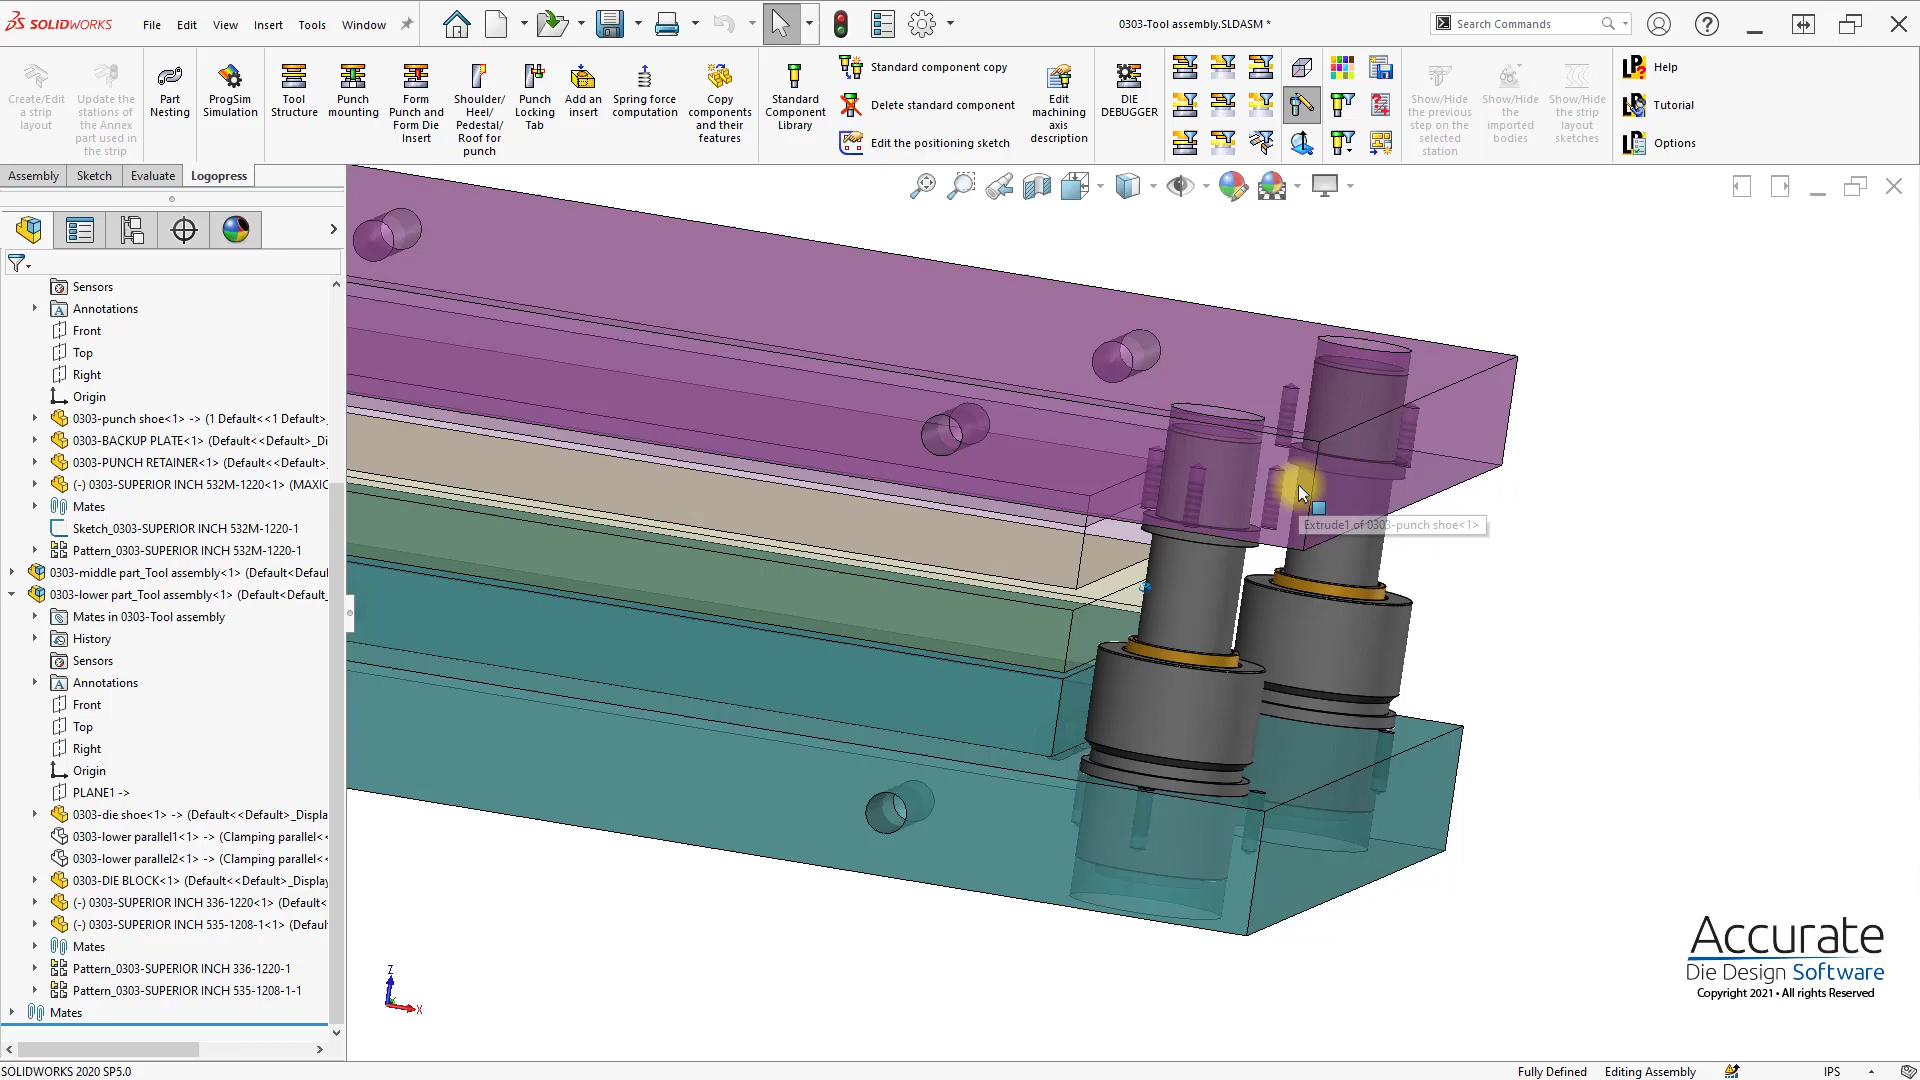 SOLIDWORKS File Edit View Insert Tools Window
0303-Tool assembly.SLDASM *
Search Commands
Create/Edit a strip layout
Update the stations of the Annex part used in the strip
Part Nesting
ProgSim Simulation
Tool Structure
Punch mounting
Form Punch and Form Die Insert
Shoulder/ Heel/ Pedestal/ Roof for punch
Punch Locking Tab
Add an insert
Spring force computation
Copy components and their features
Standard Component Library
Standard component copy
Delete standard component
Edit the positioning sketch
Edit machining axis description
DIE DEBUGGER
Show/Hide the previous step on the selected station
Show/Hide the imported bodies
Show/Hide the strip layout sketches
Help
Tutorial
Options
Assembly Sketch Evaluate Logopress
Sensors
Annotations
Front
Top
Right
Origin
0303-punch shoe<1> -> (1 Default<<1 Default>_
0303-BACKUP PLATE<1> (Default<<Default>_Di
0303-PUNCH RETAINER<1> (Default<<Default>_
(-) 0303-SUPERIOR INCH 532M-1220<1> (MAXIC
Mates
Sketch_0303-SUPERIOR INCH 532M-1220-1
Pattern_0303-SUPERIOR INCH 532M-1220-1
0303-middle part_Tool assembly<1> (Default<Defaul
0303-lower part_Tool assembly<1> (Default<Default_
Mates in 0303-Tool assembly
History
Sensors
Annotations
Front
Top
Right
Origin
PLANE1 ->
0303-die shoe<1> -> (Default<<Default>_Displa
0303-lower parallel1<1> -> (Clamping parallel<<
0303-lower parallel2<1> -> (Clamping parallel<<
0303-DIE BLOCK<1> (Default<<Default>_Display
(-) 0303-SUPERIOR INCH 336-1220<1> (Default<
(-) 0303-SUPERIOR INCH 535-1208-1<1> (Defaul
Mates
Pattern_0303-SUPERIOR INCH 336-1220-1
Pattern_0303-SUPERIOR INCH 535-1208-1-1
Mates
Extrude1 of 0303-punch shoe<1>
Z
X
Accurate
Die Design Software
Copyright 2021 • All rights Reserved
SOLIDWORKS 2020 SP5.0
Fully Defined Editing Assembly IPS